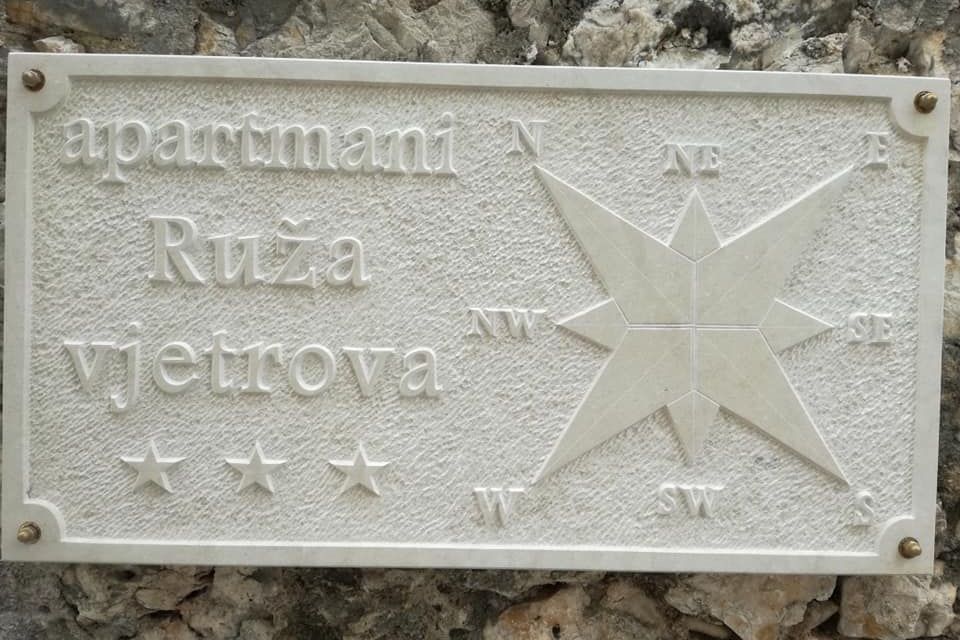 apartmani
Ruža
vjetrova
N
NE
E
NW
SE
W
SW
S